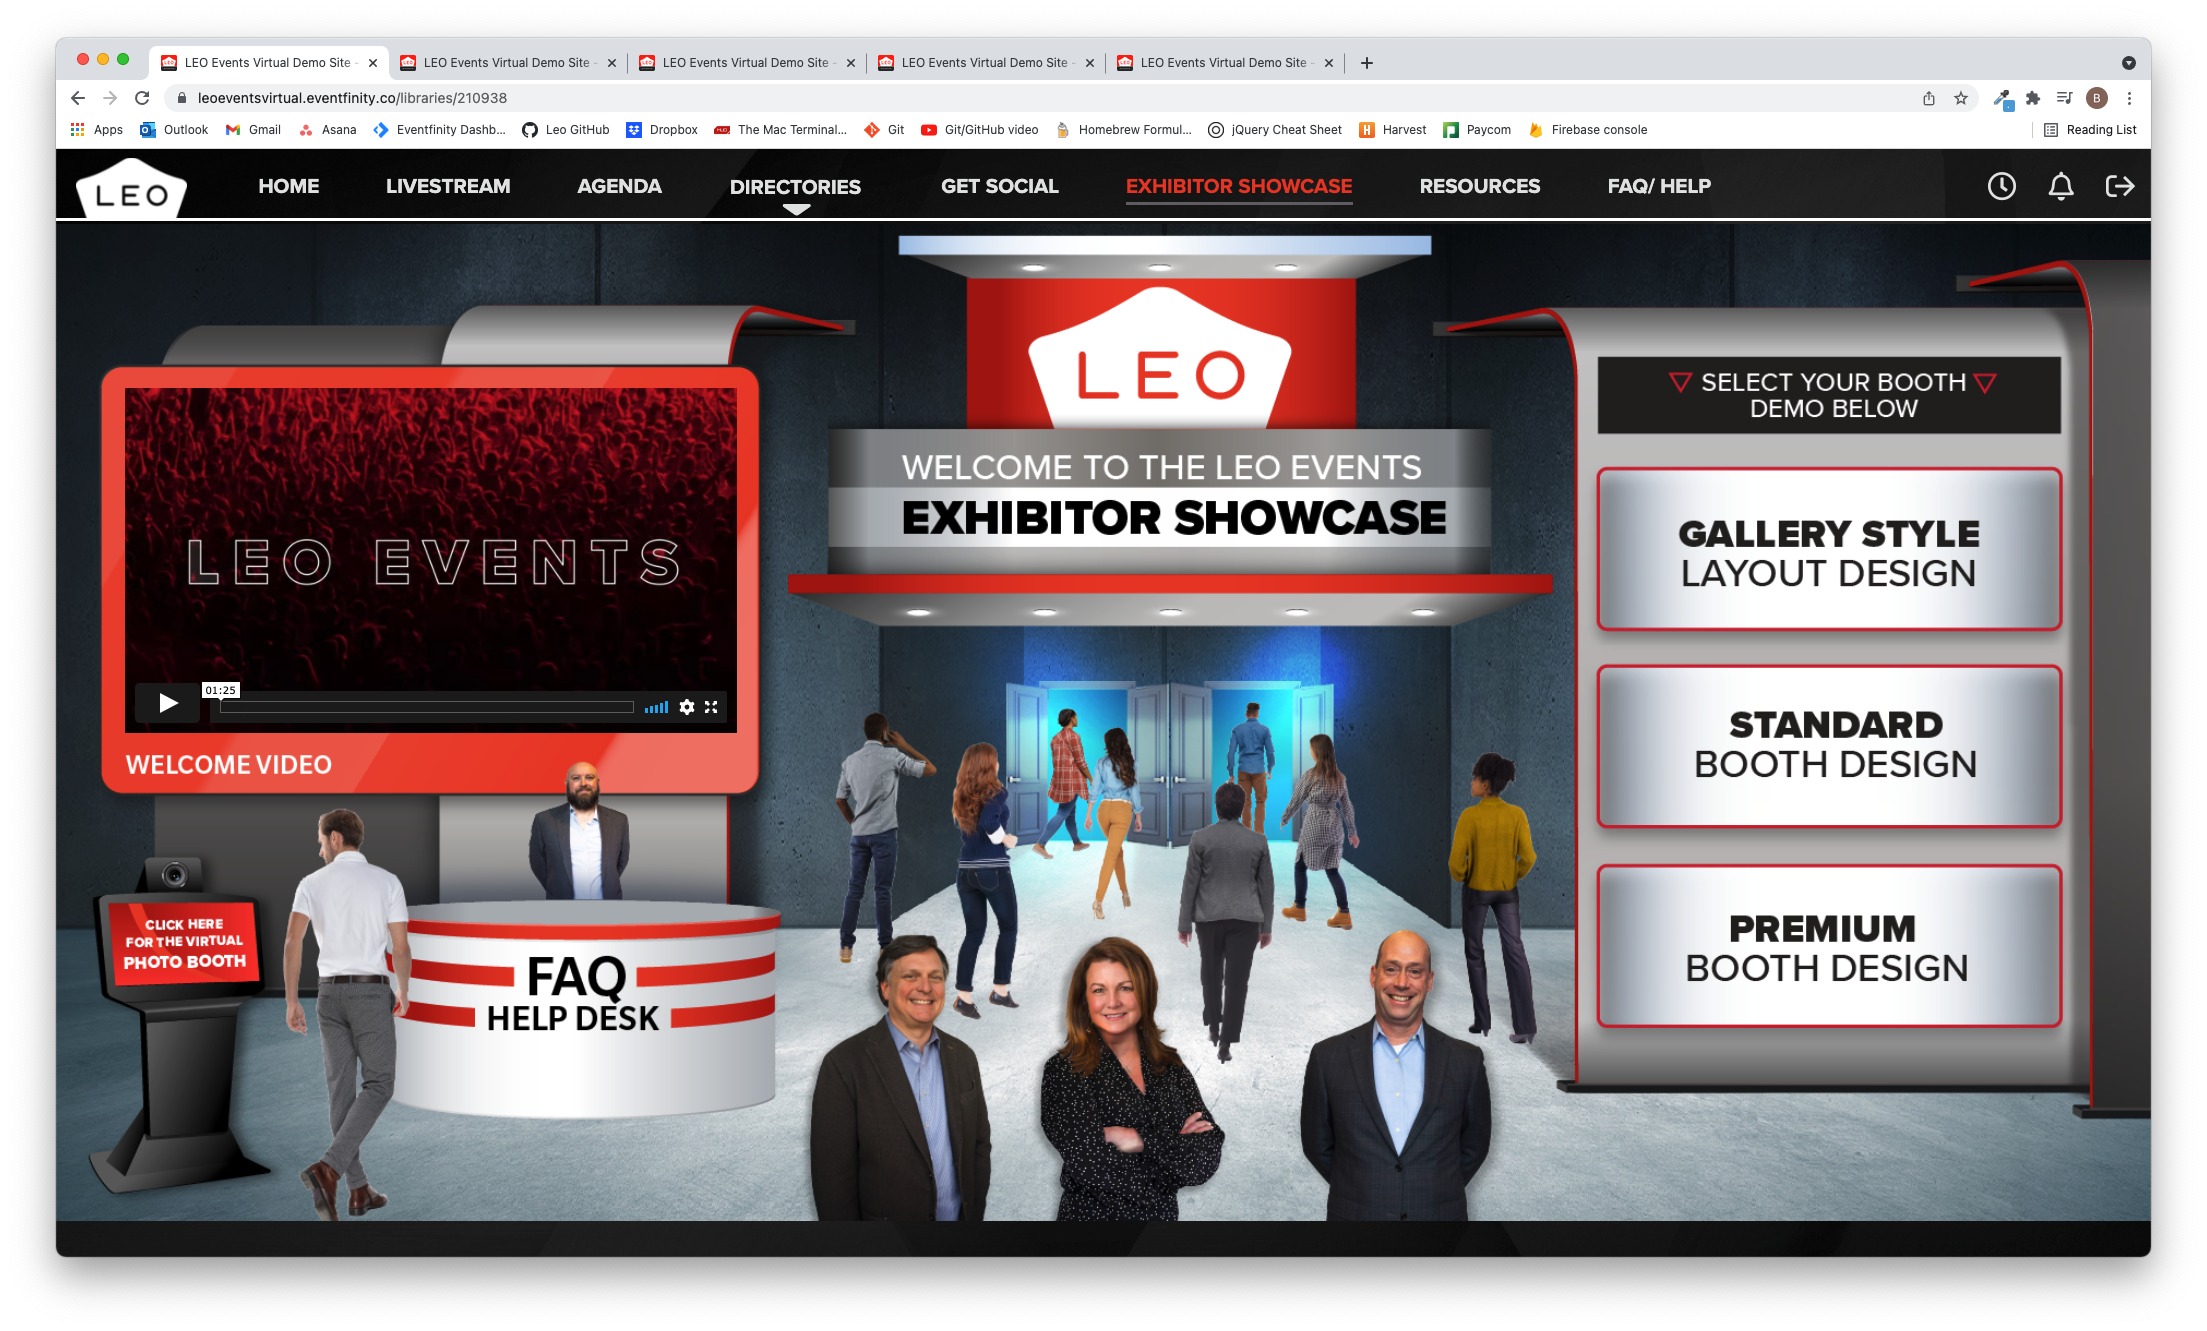 LEO Events Virtual Demo Site -
LEO Events Virtual Demo Site -
LEO Events Virtual Demo Site -
LEO Events Virtual Demo Site -
LEO Events Virtual Demo Site -
leoeventsvirtual.eventfinity.co/libraries/210938
B
Apps
Outlook
Gmail
Asana
Eventfinity Dashb...
Leo GitHub
Dropbox
The Mac Terminal...
Git
Git/GitHub video
Homebrew Formul...
jQuery Cheat Sheet
Harvest
Paycom
Firebase console
Reading List
LEO
HOME
LIVESTREAM
AGENDA
DIRECTORIES
GET SOCIAL
EXHIBITOR SHOWCASE
RESOURCES
FAQ/ HELP
LEO
WELCOME TO THE LEO EVENTS
EXHIBITOR SHOWCASE
LEO EVENTS
01:25
WELCOME VIDEO
CLICK HERE
FOR THE VIRTUAL
PHOTO BOOTH
FAQ
HELP DESK
SELECT YOUR BOOTH
DEMO BELOW
GALLERY STYLE
LAYOUT DESIGN
STANDARD
BOOTH DESIGN
PREMIUM
BOOTH DESIGN